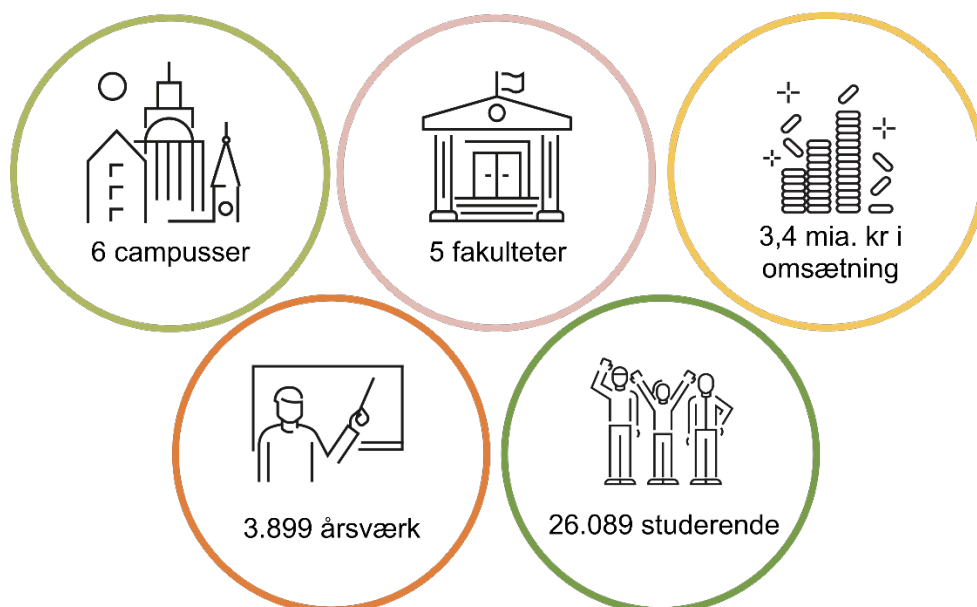 6 campusser
5 fakulteter
3,4 mia. kr i
omsætning
3.899 årsværk
26.089 studerende